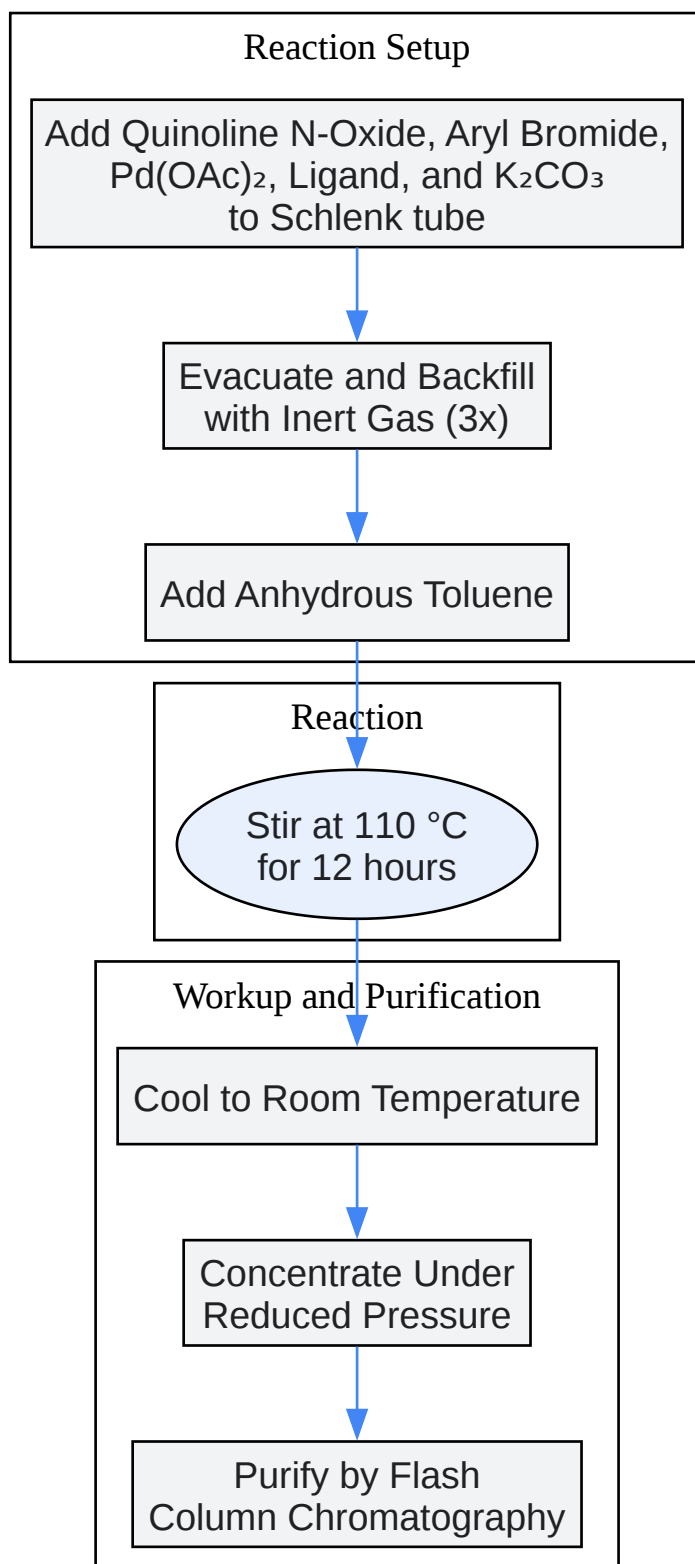 Reaction Setup
Add Quinoline N-Oxide, Aryl Bromide,
Pd(OAc)₂, Ligand, and K₂CO₃
to Schlenk tube
Evacuate and Backfill
with Inert Gas (3x)
Add Anhydrous Toluene
Reaction
Stir at 110 °C
for 12 hours
Workup and Purification
Cool to Room Temperature
Concentrate Under
Reduced Pressure
Purify by Flash
Column Chromatography